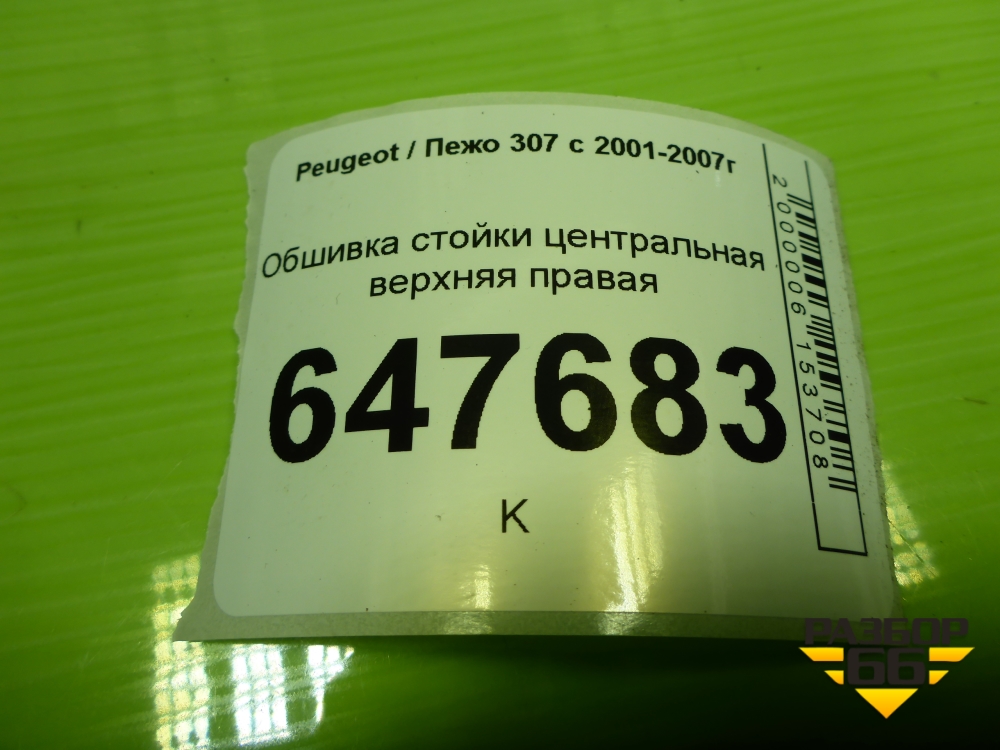 Peugeot / Пежо 307 с 2001-2007г
Обшивка стойки центральная
верхняя правая
647683
К
2000006153708
РАЗБОР
66